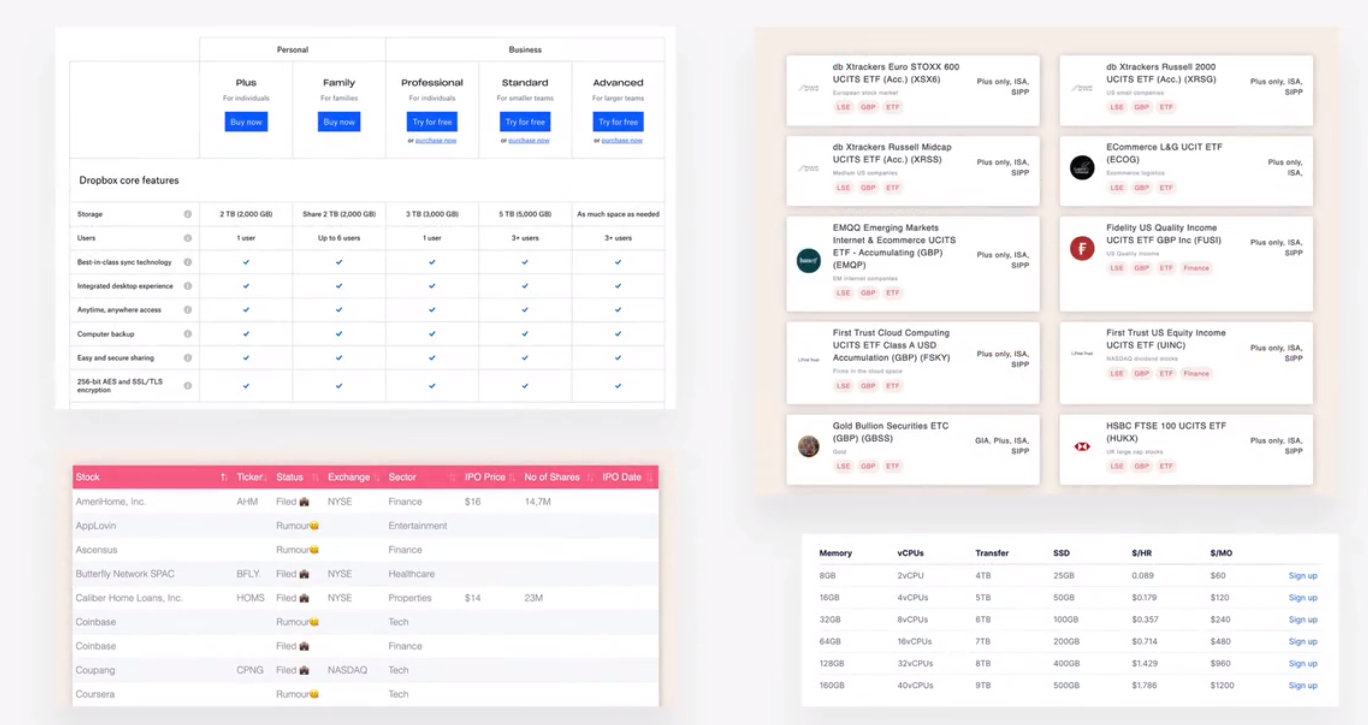 Personal Business
Plus Family Professional Standard Advanced
For individuals For families For individuals For smaller teams For larger teams
Buy now Buy now Try for free Try for free Try for free
or purchase now or purchase now or purchase now
Dropbox core features
Storage 2 TB (2,000 GB) Share 2 TB (2,000 GB) 3 TB (3,000 GB) 5 TB (5,000 GB) As much space as needed
Users 1 user Up to 6 users 1 user 3+ users 3+ users
Best-in-class sync technology
Integrated desktop experience
Anytime, anywhere access
Computer backup
Easy and secure sharing
256-bit AES and SSL/TLS
encryption
db Xtrackers Euro STOXX 600
UCITS ETF (Acc.) (XSX6)
European stock market
LSE GBP ETF
Plus only, ISA,
SIPP
db Xtrackers Russell 2000
UCITS ETF (Acc.) (XRSG)
US small companies
LSE GBP ETF
Plus only, ISA,
SIPP
db Xtrackers Russell Midcap
UCITS ETF (Acc.) (XRSS)
Medium US companies
LSE GBP ETF
Plus only, ISA,
SIPP
ECommerce L&G UCIT ETF
(ECOG)
Ecommerce logistics
LSE GBP ETF
Plus only,
ISA,
EMQQ Emerging Markets
Internet & Ecommerce UCITS
ETF - Accumulating (GBP)
(EMQP)
EM internet companies
LSE GBP ETF
Plus only, ISA,
SIPP
Fidelity US Quality Income
UCITS ETF GBP Inc (FUSI)
US Quality Income
LSE GBP ETF Finance
Plus only, ISA,
SIPP
First Trust Cloud Computing
UCITS ETF Class A USD
Accumulation (GBP) (FSKY)
Firms in the cloud space
LSE GBP ETF
Plus only, ISA,
SIPP
First Trust US Equity Income
UCITS ETF (UINC)
NASDAQ dividend stocks
LSE GBP ETF Finance
Plus only, ISA,
SIPP
Gold Bullion Securities ETC
(GBP) (GBSS)
Gold
LSE GBP ETF
GIA, Plus, ISA,
SIPP
HSBC FTSE 100 UCITS ETF
(HUKX)
UK large cap stocks
LSE GBP ETF
Plus only, ISA,
SIPP
Stock Ticker Status Exchange Sector IPO Price No of Shares IPO Date
AmeriHome, Inc. AHM Filed NYSE Finance $16 14,7M
AppLovin Rumour Entertainment
Ascensus Rumour Finance
Butterfly Network SPAC BFLY. Filed NYSE Healthcare
Caliber Home Loans, Inc. HOMS Filed NYSE Properties $14 23M
Coinbase Rumour Tech
Coinbase Filed Finance
Coupang CPNG Filed NASDAQ Tech
Coursera Rumour Tech
Memory vCPUs Transfer SSD $/HR $/MO
8GB 2vCPU 4TB 25GB 0.089 $60 Sign up
16GB 4vCPUs 5TB 50GB $0.179 $120 Sign up
32GB 8vCPUs 6TB 100GB $0.357 $240 Sign up
64GB 16vCPUs 7TB 200GB $0.714 $480 Sign up
128GB 32vCPUs 8TB 400GB $1.429 $960 Sign up
160GB 40vCPUs 9TB 500GB $1.786 $1200 Sign up